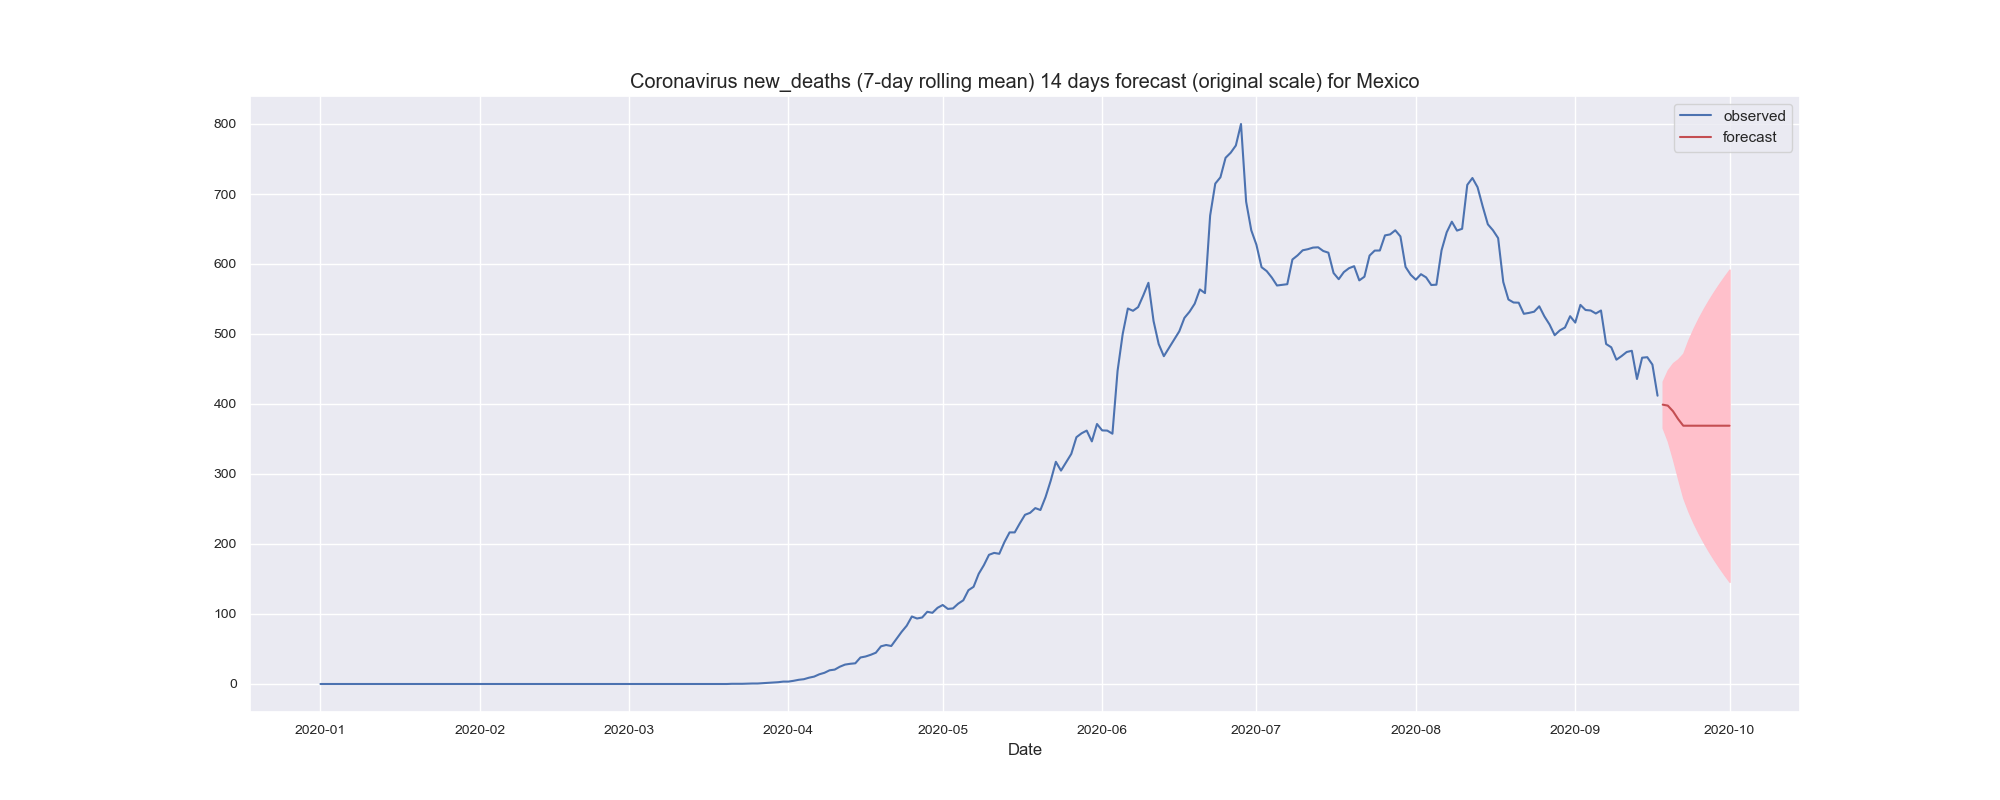 Coronavirus new_deaths (7-day rolling mean) 14 days forecast (original scale) for Mexico
observed
forecast
800
700
600
500
400
300
200
100
0
2020-01 2020-02 2020-03 2020-04 2020-05 2020-06 2020-07 2020-08 2020-09 2020-10
Date